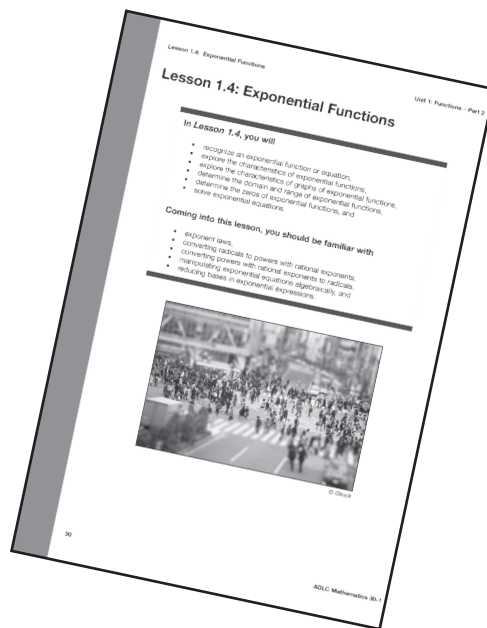 Lesson 1.4: Exponential Functions
Unit 1: Functions – Part 2
Lesson 1.4: Exponential Functions
In Lesson 1.4, you will
• recognize an exponential function or equation,
• explore the characteristics of exponential functions,
• explore the characteristics of graphs of exponential functions,
• determine the domain and range of exponential functions,
• determine the zeros of exponential functions, and
• solve exponential equations.
Coming into this lesson, you should be familiar with
• exponent laws,
• converting radicals to powers with rational exponents,
• converting powers with rational exponents to radicals,
• manipulating exponential equations algebraically, and
• reducing bases in exponential expressions.
© iStock
ADLC Mathematics 30-1